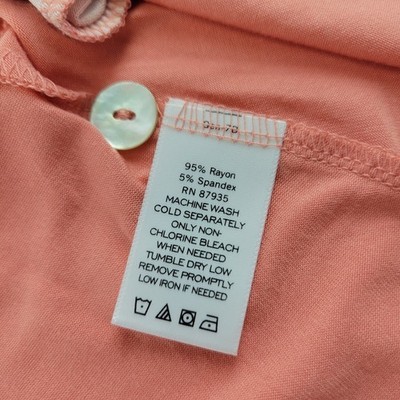 95% Rayon
5% Spandex
RN 87935
MACHINE WASH
COLD SEPARATELY
ONLY NON-
CHLORINE BLEACH
WHEN NEEDED
TUMBLE DRY LOW
REMOVE PROMPTLY
LOW IRON IF NEEDED